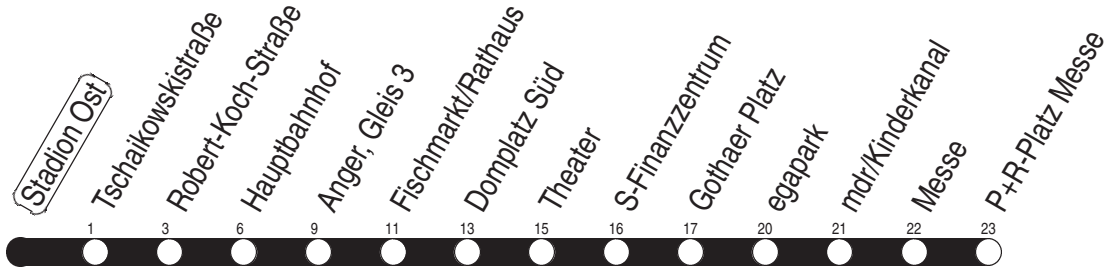 Stadion Ost
Tschaikowskistraße
Robert-Koch-Straße
Hauptbahnhof
Anger, Gleis 3
Fischmarkt/Rathaus
Domplatz Süd
Theater
S-Finanzzentrum
Gothaer Platz
egapark
mdr/Kinderkanal
Messe
P+R-Platz Messe
1 3 6 9 11 13 15 16 17 20 21 22 23